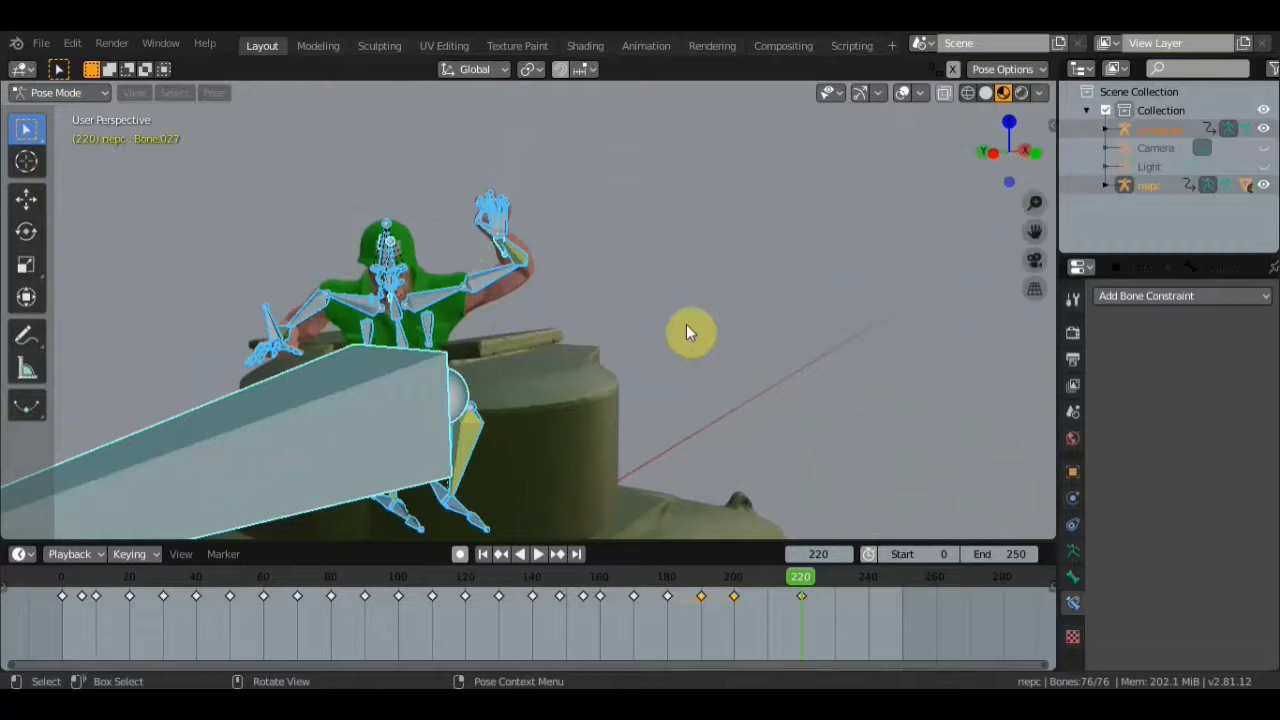 File Edit Render Window Help Layout Modeling Sculpting UV Editing Texture Paint Shading Animation Rendering Compositing Scripting + Scene View Layer
Global X Pose Options
Pose Mode View Select Pose
User Perspective
(220) перс : Bone.027
Scene Collection
Collection
Camera
Light
перс
Add Bone Constraint
Playback Keying View Marker 220 Start 0 End 250
0 20 40 60 80 100 120 140 160 180 200 220 240 260 280
Select Box Select Rotate View Pose Context Menu перс | Bones:76/76 | Mem: 202.1 MiB | v2.81.12